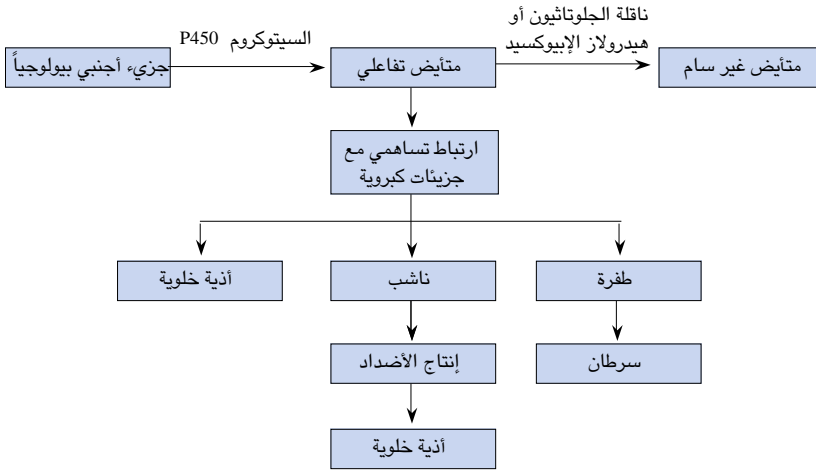 ناقلة الجلوتاثيون أو
هيدرولاز الإبيوكسيد
السيتوكروم P450
جزيء أجنبي بيولوجياً
متأيض تفاعلي
متأيض غير سام
ارتباط تساهمي مع
جزيئات كبروية
أذية خلوية
ناشب
طفرة
إنتاج الأضداد
سرطان
أذية خلوية